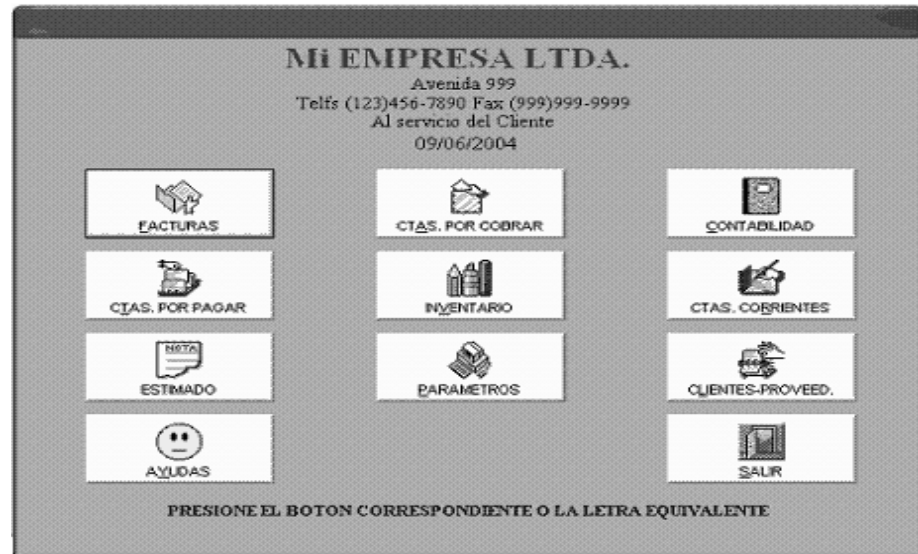 Mi EMPRESA LTDA.
Avenida 999
Telfs (123)456-7890 Fax (999)999-9999
Al servicio del Cliente
09/06/2004
FACTURAS
CTAS. POR COBRAR
CONTABILIDAD
CTAS. POR PAGAR
INVENTARIO
CTAS. CORRIENTES
NOTA
ESTIMADO
PARAMETROS
CLIENTES-PROVEED.
AYUDAS
SALIR
PRESIONE EL BOTON CORRESPONDIENTE O LA LETRA EQUIVALENTE